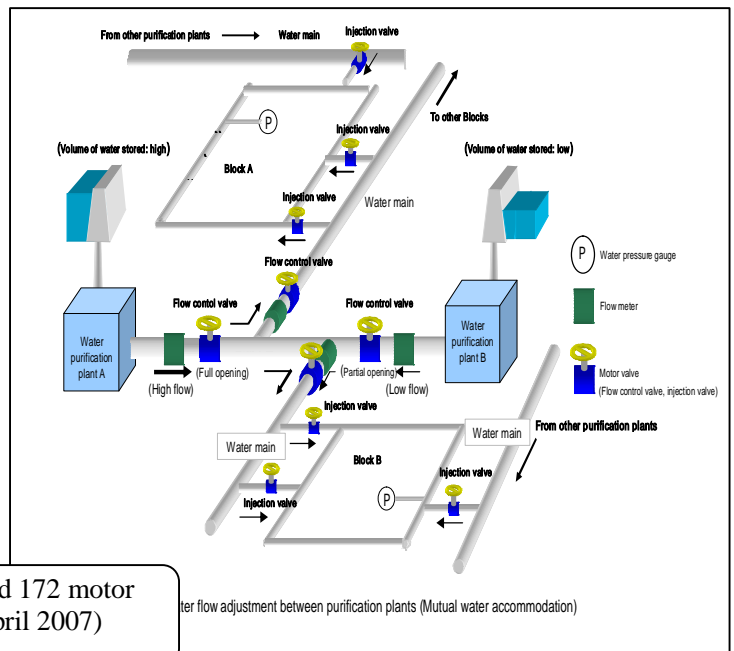 From other purification plants
Water main
Injection valve
To other Blocks
P
Injection valve
(Volume of water stored: high)
(Volume of water stored: low)
Block A
Water main
Injection valve
P
Water pressure gauge
Flow control valve
Flow contol valve
Flow control valve
Flow meter
Water
purification
plant A
Water
purification
plant B
Motor valve
(Flow control valve, injection valve)
(High flow)
(Full opening)
(Partial opening)
(Low flow)
Injection valve
Water main
Water main
From other purification plants
Block B
Injection valve
P
Injection valve
d 172 motor
ril 2007)
ter flow adjustment between purification plants (Mutual water accommodation)